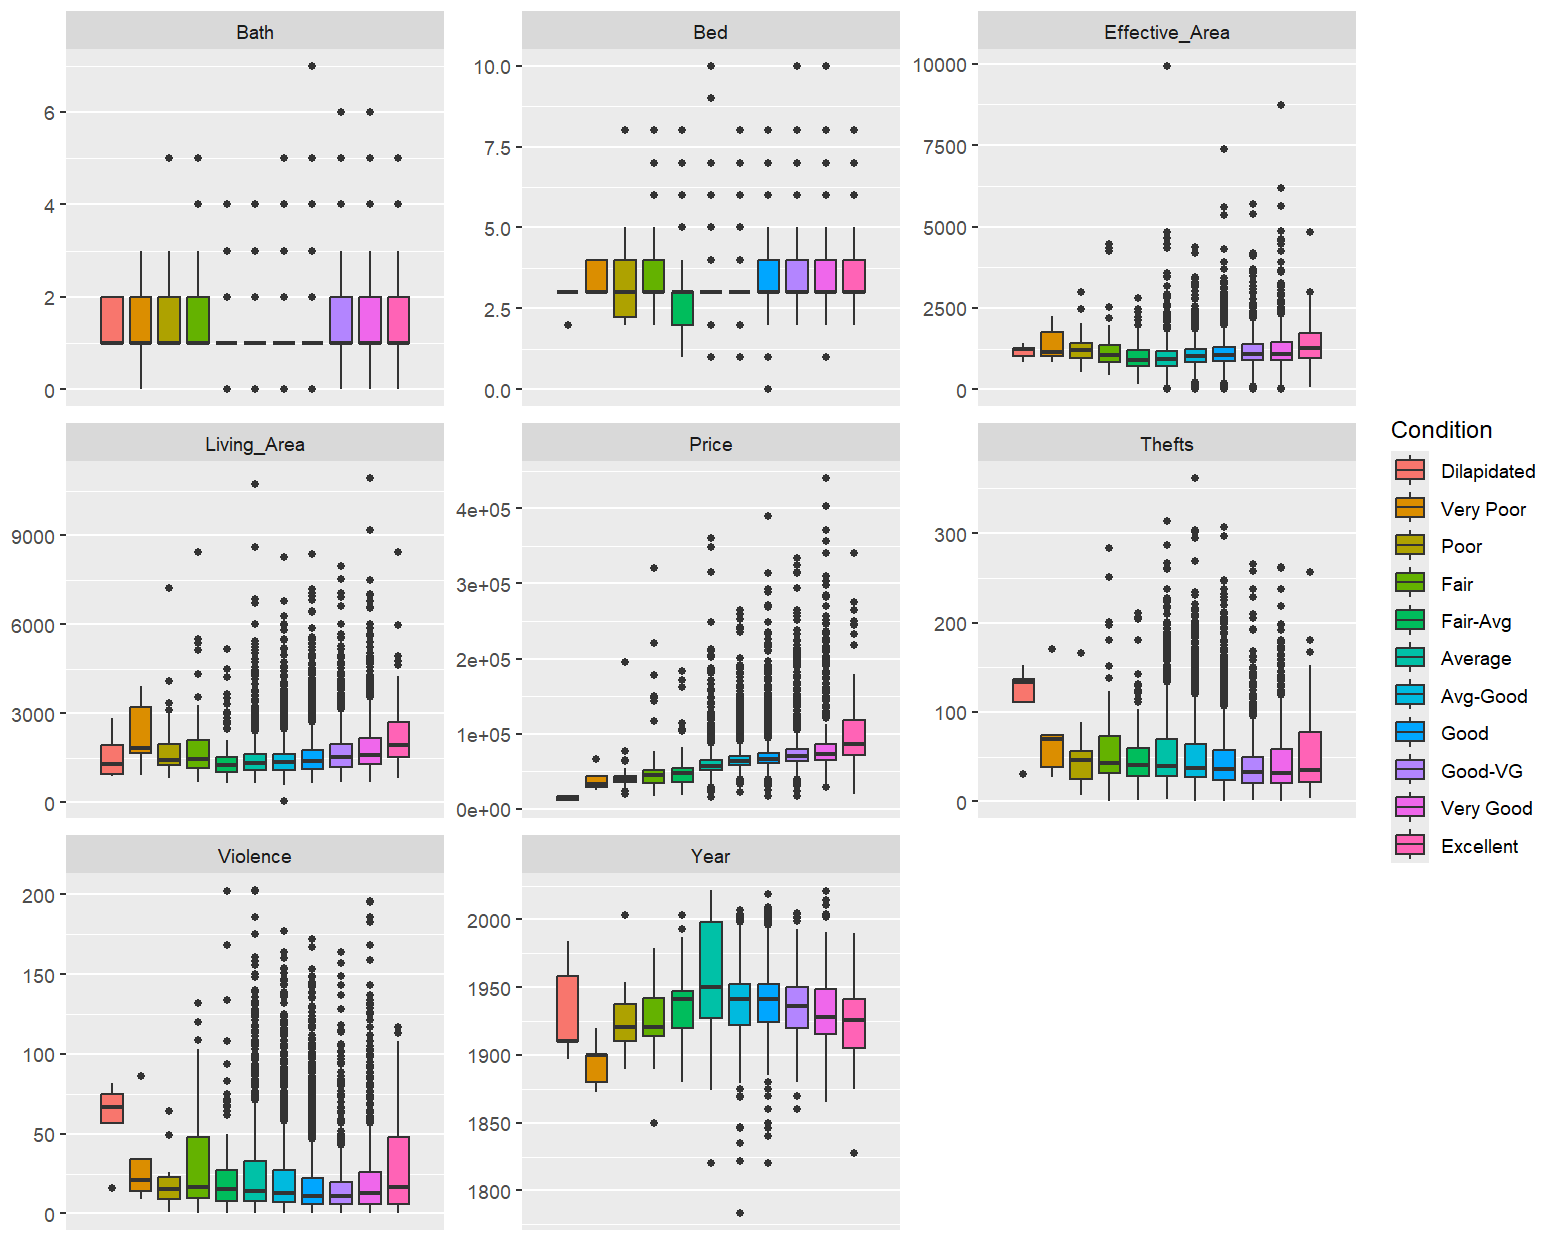 Bath
Bed
Effective_Area
6
4
2
0
10.0
7.5
5.0
2.5
0.0
10000
7500
5000
2500
0
Living_Area
Price
Thefts
9000
6000
3000
0
4e+05
3e+05
2e+05
1e+05
0e+00
300
200
100
0
Violence
Year
200
150
100
50
0
2000
1950
1900
1850
1800
Condition
Dilapidated
Very Poor
Poor
Fair
Fair-Avg
Average
Avg-Good
Good
Good-VG
Very Good
Excellent